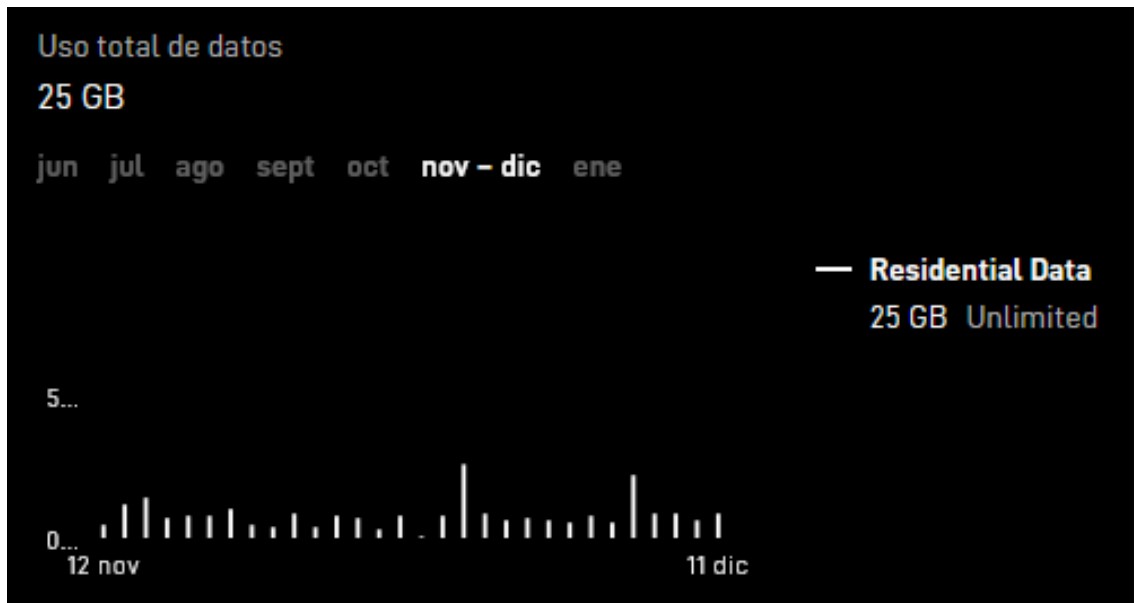 Uso total de datos
25 GB
jun jul ago sept oct nov – dic ene
Residential Data
25 GB Unlimited
5...
0...
12 nov 11 dic